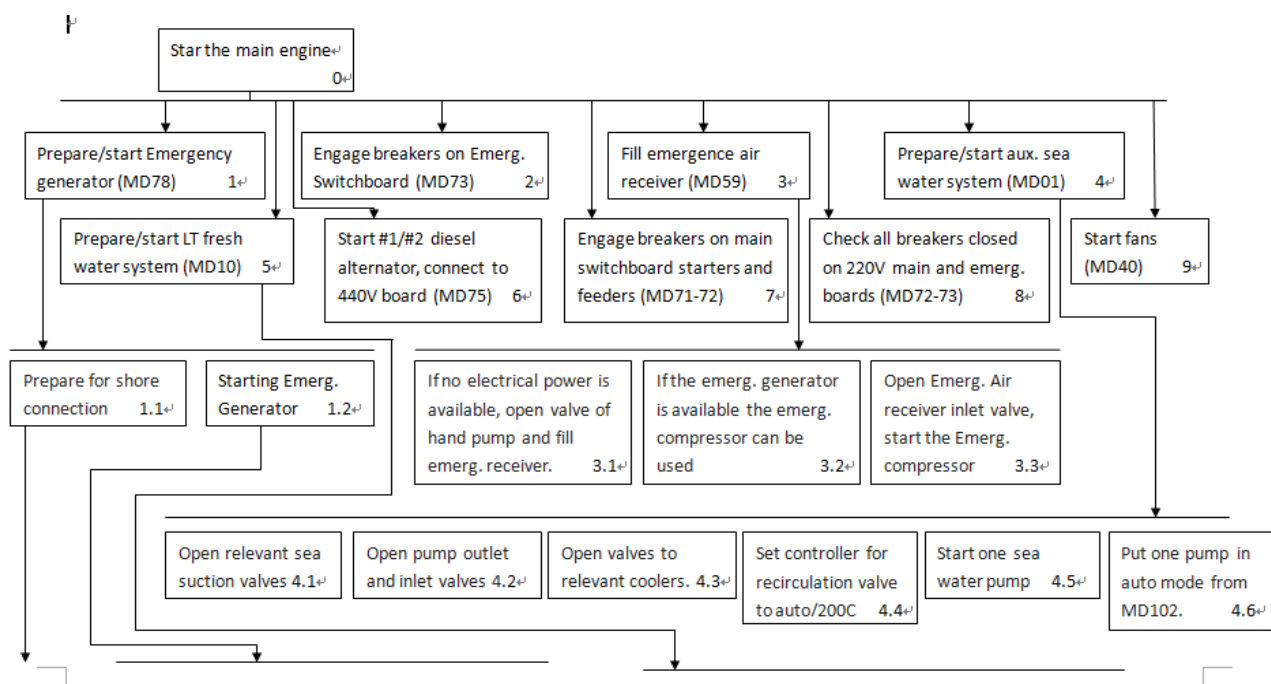 Star the main engine
0
Prepare/start Emergency
generator (MD78) 1
Engage breakers on Emerg.
Switchboard (MD73) 2
Fill emergence air
receiver (MD59) 3
Prepare/start aux. sea
water system (MD01) 4
Prepare/start LT fresh
water system (MD10) 5
Start #1/#2 diesel
alternator, connect to
440V board (MD75) 6
Engage breakers on main
switchboard starters and
feeders (MD71-72) 7
Check all breakers closed
on 220V main and emerg.
boards (MD72-73) 8
Start fans
(MD40) 9
Prepare for shore
connection 1.1
Starting Emerg.
Generator 1.2
If no electrical power is
available, open valve of
hand pump and fill
emerg. receiver. 3.1
If the emerg. generator
is available the emerg.
compressor can be
used 3.2
Open Emerg. Air
receiver inlet valve,
start the Emerg.
compressor 3.3
Open relevant sea
suction valves 4.1
Open pump outlet
and inlet valves 4.2
Open valves to
relevant coolers. 4.3
Set controller for
recirculation valve
to auto/200C 4.4
Start one sea
water pump 4.5
Put one pump in
auto mode from
MD102. 4.6